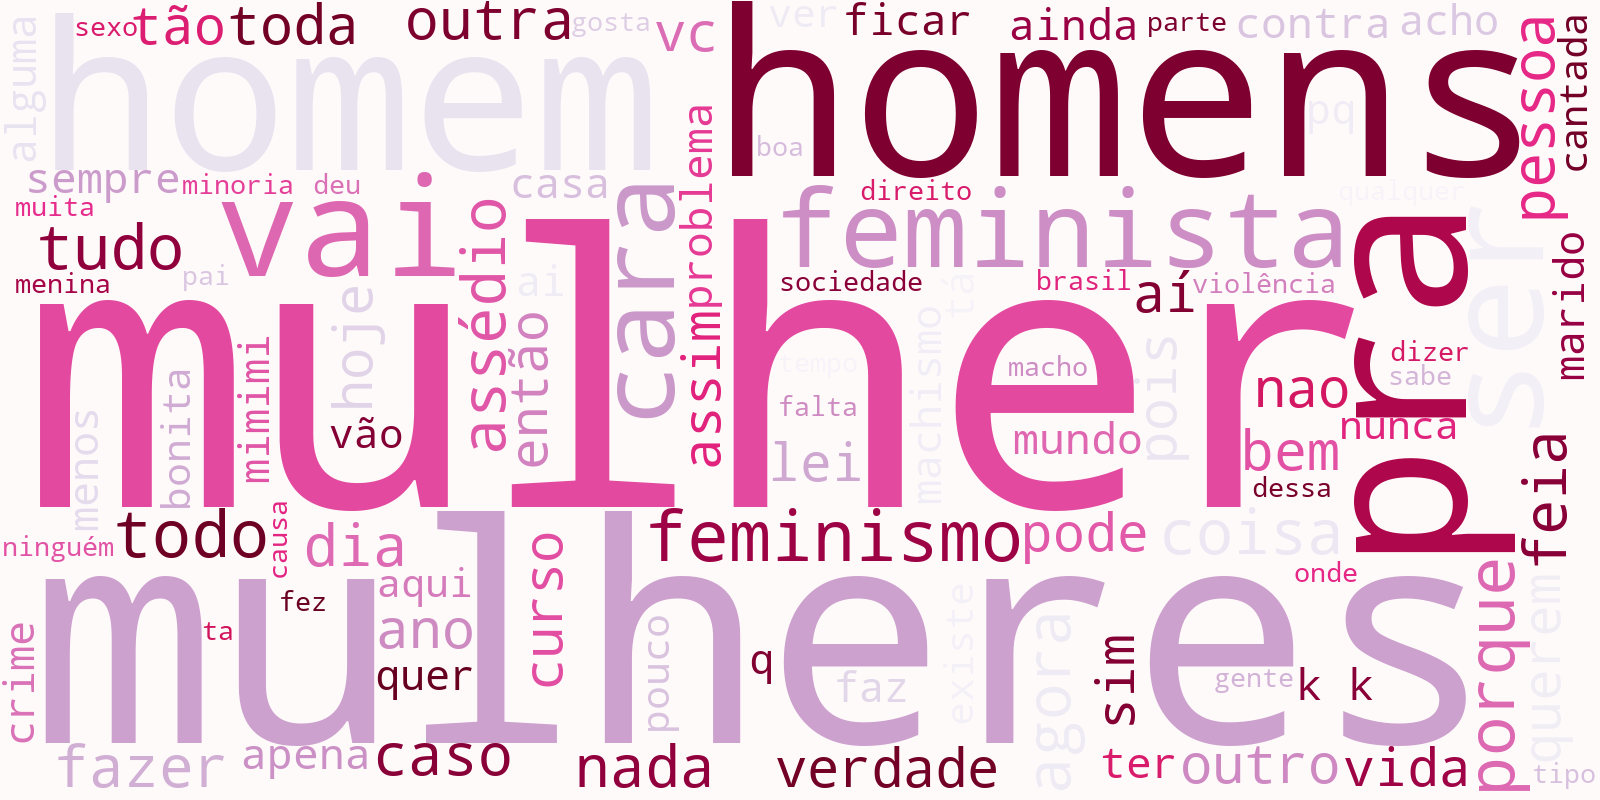 sexo
tão
toda
outra
gosta
vc
ver
ficar
ainda
parte
contra
acho
pessoa
cantada
alguma
homem
homens
pq
boa
problema
sempre
minoria
deu
casa
direito
qualquer
muita
vai
cara
feminista
pra
ser
tudo
assédio
menina
pai
ai
sociedade
tá
brasil
aí
violência
marido
mulher
hoje
então
assim
machismo
pois
mimimi
bonita
menos
tempo
macho
dizer
sabe
falta
nao
vão
lei
mundo
bem
nunca
dessa
feia
ninguém
todo
causa
dia
curso
feminismo
pode
coisa
onde
porque
querem
mulheres
aqui
fez
crime
ta
ano
quer
pouco
q
faz
existe
agora
sim
gente
k k
fazer
apena
caso
nada
verdade
ter
outro
vida
tipo